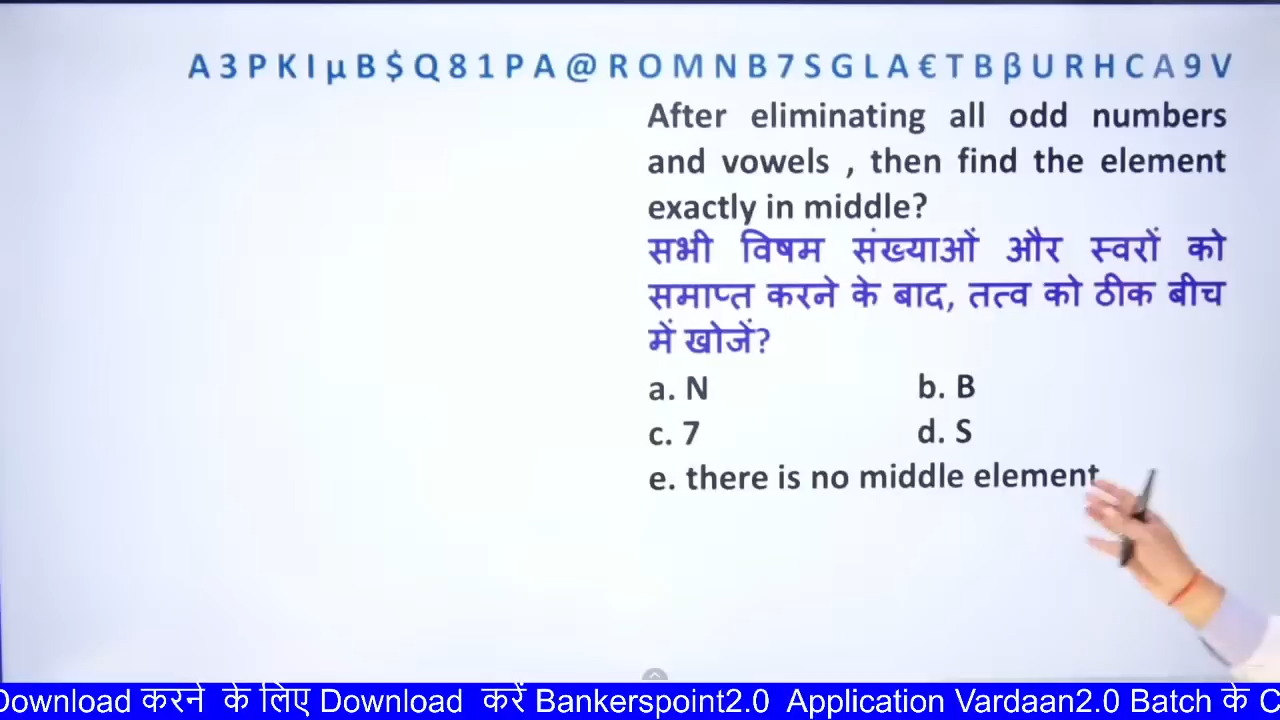 A 3 P K I µ B $ Q 8 1 P A @ R O M N B 7 S G L A € T B β U R H C A 9 V
After eliminating all odd numbers
and vowels , then find the element
exactly in middle?
सभी विषम संख्याओं और स्वरों को
समाप्त करने के बाद, तत्व को ठीक बीच
में खोजें?
a. N b. B
c. 7 d. S
e. there is no middle element
Download करने के लिए Download करें Bankerspoint2.0 Application Vardaan2.0 Batch के C